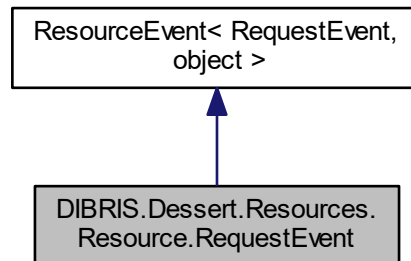 ResourceEvent< RequestEvent,
object >
DIBRIS.Dessert.Resources.
Resource.RequestEvent